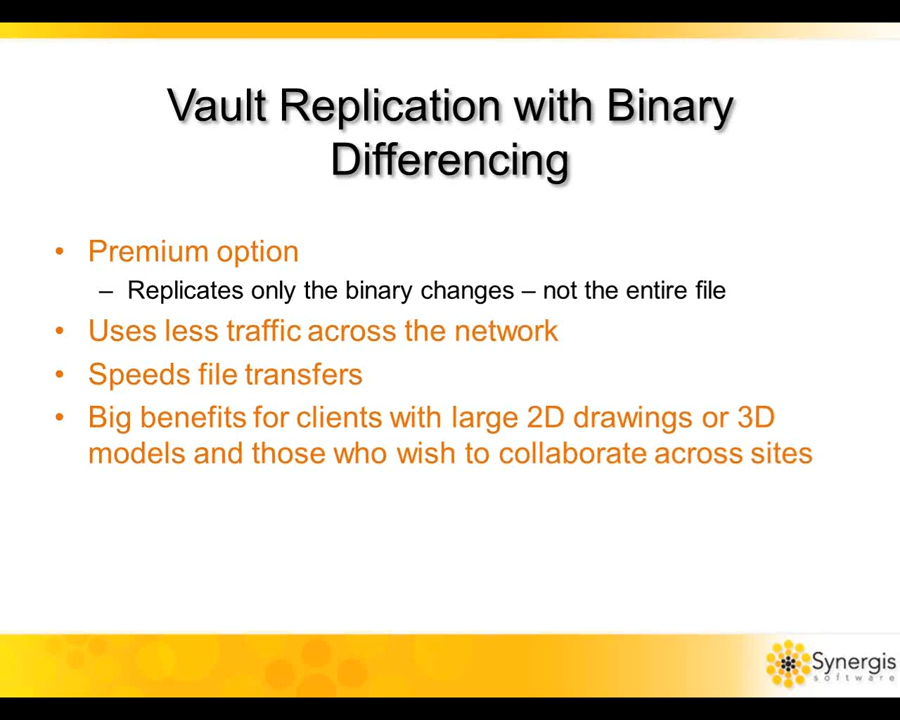 Vault Replication with Binary
Differencing
• Premium option
– Replicates only the binary changes – not the entire file
• Uses less traffic across the network
• Speeds file transfers
• Big benefits for clients with large 2D drawings or 3D
models and those who wish to collaborate across sites
Synergis
software